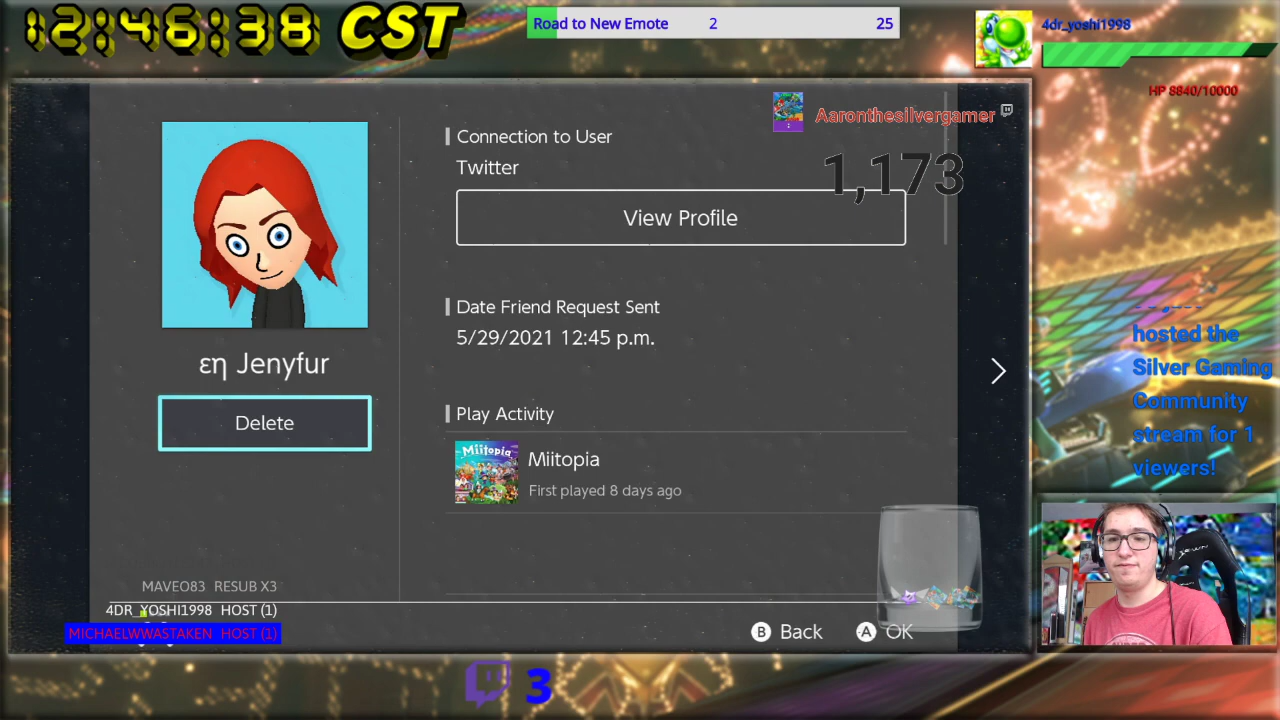 12:46:38 CST
Road to New Emote 2 25
4dr_yoshi1998
HP 8840/10000
Aaronthesilvergamer
1,173
Connection to User
Twitter
View Profile
Date Friend Request Sent
5/29/2021 12:45 p.m.
εη Jenyfur
Delete
Play Activity
Miitopia
Miitopia
First played 8 days ago
hosted the
Silver Gaming
Community
stream for 1
viewers!
MAVEO83 RESUB X3
4DR_YOSHI1998 HOST (1)
MICHAELWWASTAKEN HOST (1)
B Back A OK
3